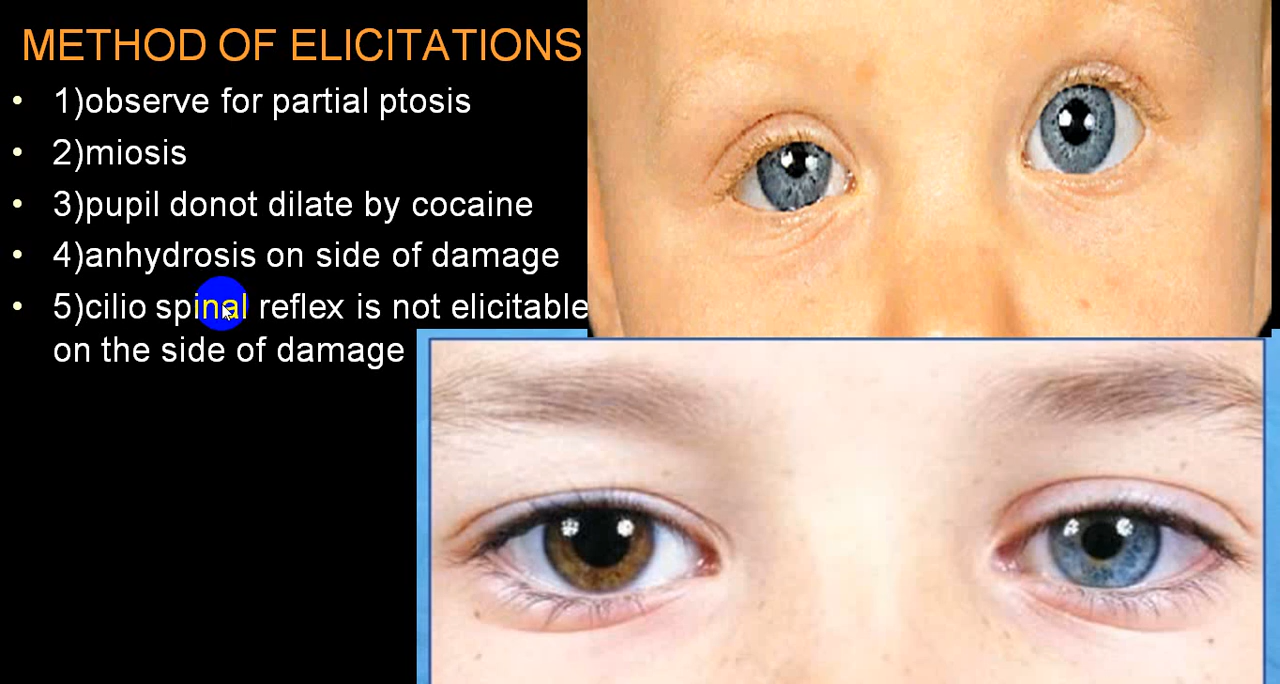 METHOD OF ELICITATIONS
• 1)observe for partial ptosis
• 2)miosis
• 3)pupil donot dilate by cocaine
• 4)anhydrosis on side of damage
• 5)cilio spinal reflex is not elicitable
on the side of damage